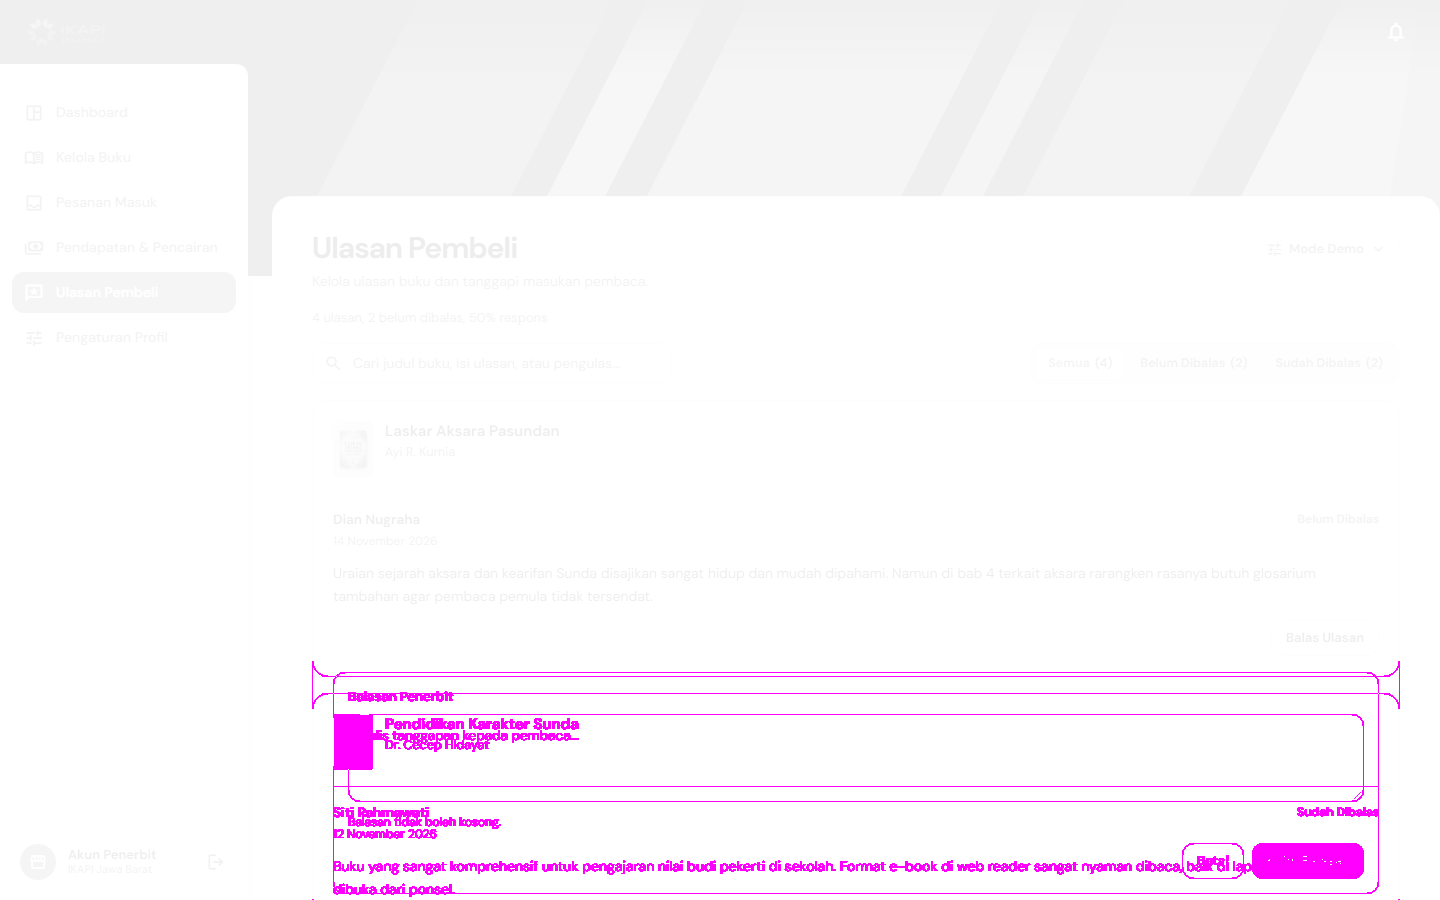 IKAPI
Dashboard
Kelola Buku
Pesanan Masuk
Pendapatan & Pencairan
Ulasan Pembeli
Pengaturan Profil
Akun Penerbit
IKAPI Jawa Barat
Ulasan Pembeli
Mode Demo
Kelola ulasan buku dan tanggapi masukan pembaca.
4 ulasan, 2 belum dibalas, 50% respons.
Cari judul buku, isi ulasan, atau pengulas...
Semua (4)
Belum Dibalas (2)
Sudah Dibalas (2)
Laskar Aksara Pasundan
Ayi R. Kurnia
Dian Nugraha
Belum Dibalas
14 November 2026
Uraian sejarah aksara dan kearifan Sunda disajikan sangat hidup dan mudah dipahami. Namun di bab 4 terkait aksara rarangken rasanya butuh glosarium
tambahan agar pembaca pemula tidak tersendat.
Balas Ulasan
Balasan Penerbit
Pendidikan Karakter Sunda
tanggapan kepada pembaca...
Dr. Cecep Hidayat
Siti Rahmawati
Sudah Dibalas
Balasan tidak boleh kosong.
12 November 2026
Batal
Buku yang sangat komprehensif untuk pengajaran nilai budi pekerti di sekolah. Format e-book di web reader sangat nyaman dibaca, baik di
dibuka dari ponsel.